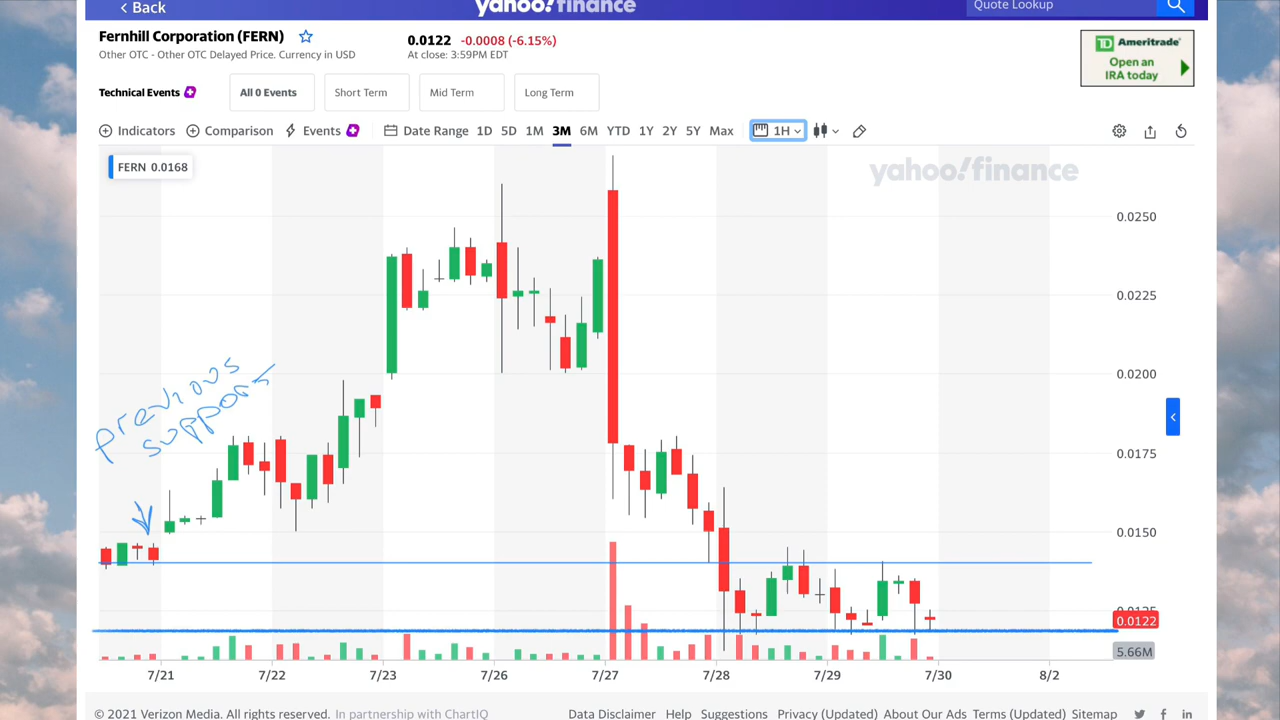 < Back
yahoo!finance
Quote Lookup
Fernhill Corporation (FERN)
0.0122 -0.0008 (-6.15%)
Other OTC - Other OTC Delayed Price. Currency in USD
At close: 3:59PM EDT
TD Ameritrade
Open an
IRA today
Technical Events
All 0 Events
Short Term
Mid Term
Long Term
Indicators
Comparison
Events
Date Range
1D 5D 1M 3M 6M YTD 1Y 2Y 5Y Max
1H
FERN 0.0168
yahoo!finance
0.0250
0.0225
0.0200
0.0175
0.0150
0.0125
0.0122
5.66M
previous
support
7/21 7/22 7/23 7/26 7/27 7/28 7/29 7/30 8/2
© 2021 Verizon Media. All rights reserved. In partnership with ChartIQ
Data Disclaimer Help Suggestions Privacy (Updated) About Our Ads Terms (Updated) Sitemap